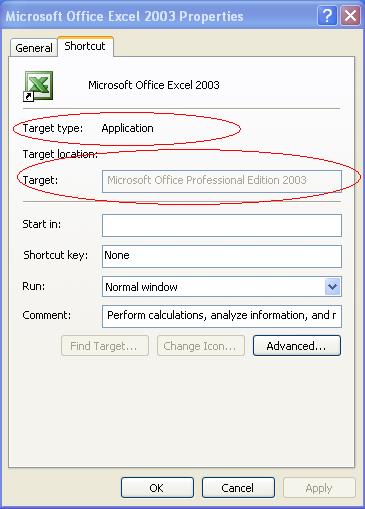 Microsoft Office Excel 2003 Properties
General Shortcut
Microsoft Office Excel 2003
Target type: Application
Target location:
Target: Microsoft Office Professional Edition 2003
Start in:
Shortcut key: None
Run: Normal window
Comment: Perform calculations, analyze information, and r
Find Target... Change Icon... Advanced...
OK Cancel Apply